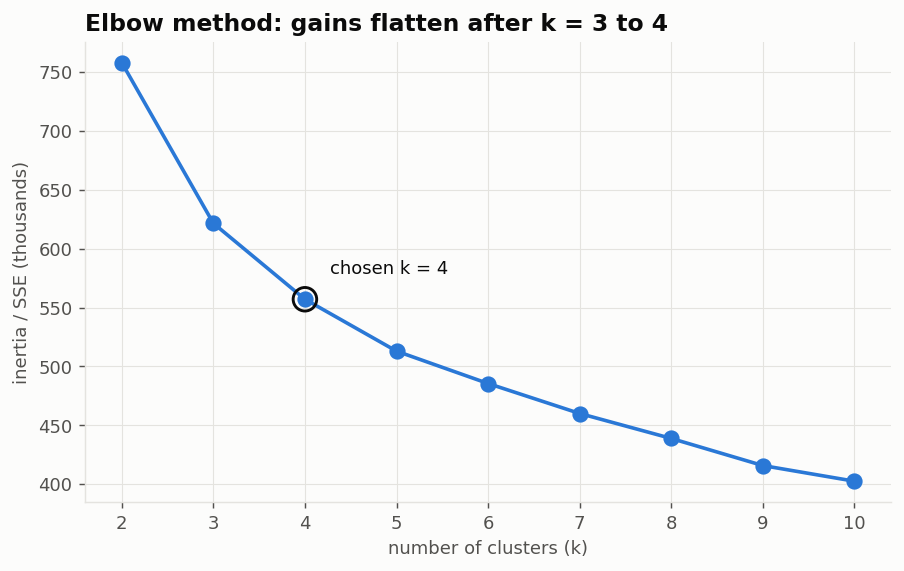 Elbow method: gains flatten after k = 3 to 4
inertia / SSE (thousands)
750
700
650
600
550
500
450
400
chosen k = 4
2 3 4 5 6 7 8 9 10
number of clusters (k)